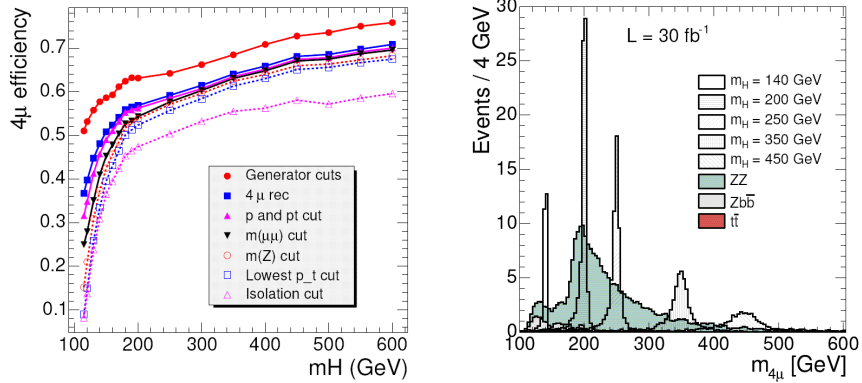 4μ efficiency
0.7
0.6
0.5
0.4
0.3
0.2
0.1
Generator cuts
4 μ rec
p and pt cut
m(μμ) cut
m(Z) cut
Lowest p_t cut
Isolation cut
100 200 300 400 500 600
mH (GeV)
Events / 4 GeV
30
25
20
15
10
5
0
L = 30 fb⁻¹
m_H = 140 GeV
m_H = 200 GeV
m_H = 250 GeV
m_H = 350 GeV
m_H = 450 GeV
ZZ
Zbb̅
tt̅
100 200 300 400 500 600
m_4μ [GeV]